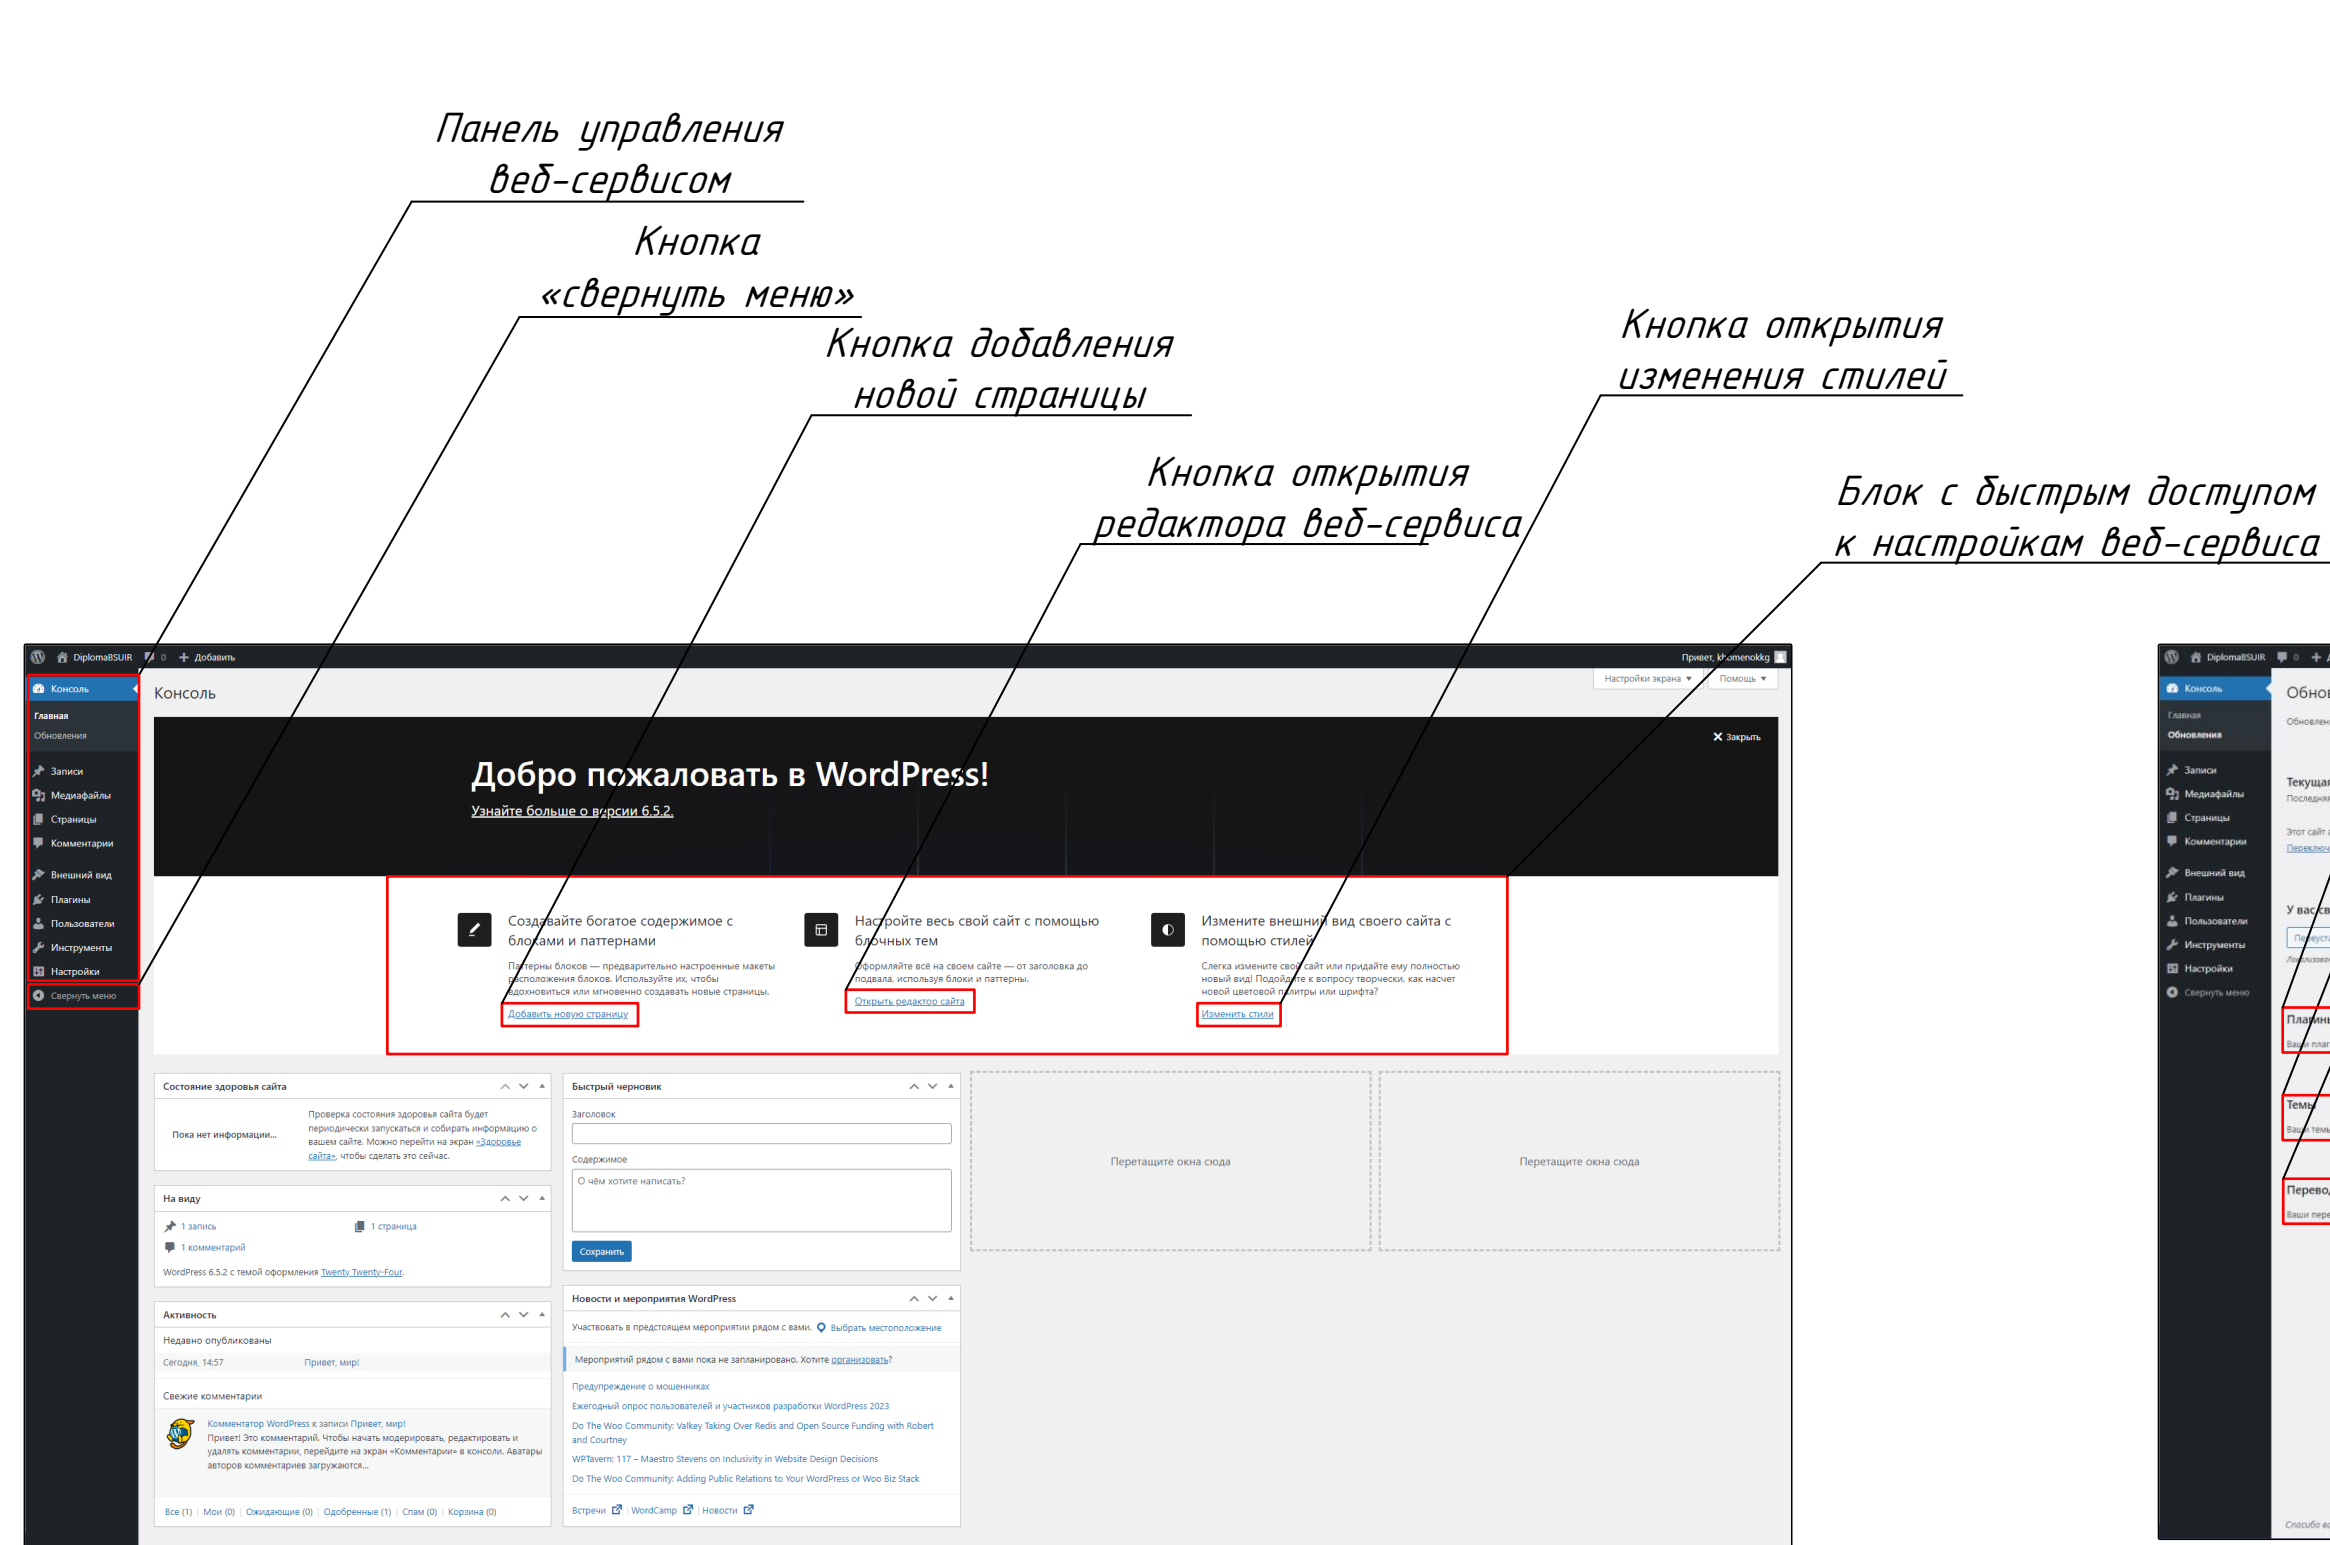 Панель управления
веб-сервисом
Кнопка
«свернуть меню»
Кнопка добавления
новой страницы
Кнопка открытия
редактора веб-сервиса
Кнопка открытия
изменения стилей
Блок с быстрым доступом
к настройкам веб-сервиса
DiplomaBSUIR 0 + Добавить
Привет, khomenokkg
Консоль
Главная
Обновления
Записи
Медиафайлы
Страницы
Комментарии
Внешний вид
Плагины
Пользователи
Инструменты
Настройки
Свернуть меню
Консоль
Настройки экрана
Помощь
Закрыть
Добро пожаловать в WordPress!
Узнайте больше о версии 6.5.2.
Создавайте богатое содержимое с
блоками и паттернами
Паттерны блоков — предварительно настроенные макеты
расположения блоков. Используйте их, чтобы
вдохновиться или мгновенно создавать новые страницы.
Добавить новую страницу
Настройте весь свой сайт с помощью
блочных тем
Оформляйте всё на своем сайте — от заголовка до
подвала, используя блоки и паттерны.
Открыть редактор сайта
Измените внешний вид своего сайта с
помощью стилей
Слегка измените свой сайт или придайте ему полностью
новый вид! Подойдите к вопросу творчески, как насчет
новой цветовой палитры или шрифта?
Изменить стили
Состояние здоровья сайта
Пока нет информации...
Проверка состояния здоровья сайта будет
периодически запускаться и собирать информацию о
вашем сайте. Можно перейти на экран «Здоровье
сайта», чтобы сделать это сейчас.
На виду
1 запись
1 страница
1 комментарий
WordPress 6.5.2 с темой оформления Twenty Twenty-Four.
Активность
Недавно опубликованы
Сегодня, 14:57 Привет, мир!
Свежие комментарии
Комментатор WordPress к записи Привет, мир!
Привет! Это комментарий. Чтобы начать модерировать, редактировать и
удалять комментарии, перейдите на экран «Комментарии» в консоли. Аватары
авторов комментариев загружаются...
Все (1) | Мои (0) | Ожидающие (0) | Одобренные (1) | Спам (0) | Корзина (0)
Быстрый черновик
Заголовок
Содержимое
О чём хотите написать?
Сохранить
Новости и мероприятия WordPress
Участвовать в предстоящем мероприятии рядом с вами. Выбрать местоположение
Мероприятий рядом с вами пока не запланировано. Хотите организовать?
Предупреждение о мошенниках
Ежегодный опрос пользователей и участников разработки WordPress 2023
Do The Woo Community: Valkey Taking Over Redis and Open Source Funding with Robert
and Courtney
WPTavern: 117 – Maestro Stevens on Inclusivity in Website Design Decisions
Do The Woo Community: Adding Public Relations to Your WordPress or Woo Biz Stack
Встречи | WordCamp | Новости
Перетащите окна сюда
Перетащите окна сюда
DiplomaBSUIR 0 +
Консоль
Главная
Обновления
Записи
Медиафайлы
Страницы
Комментарии
Внешний вид
Плагины
Пользователи
Инструменты
Настройки
Свернуть меню
Текущая
Последняя
Этот сайт
У вас
Темы
Ваши темы
Ваши
Спасибо